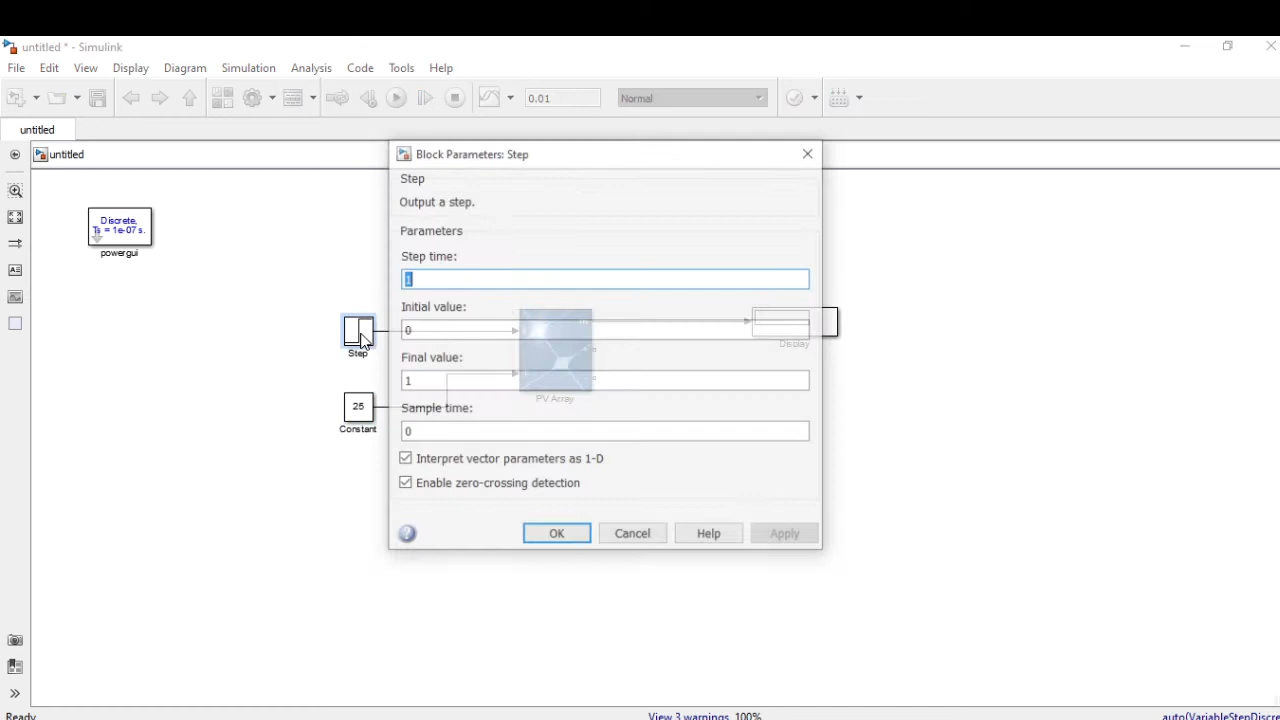 untitled * - Simulink
File Edit View Display Diagram Simulation Analysis Code Tools Help
0.01 Normal
untitled
untitled
Block Parameters: Step
Step
Output a step.
Parameters
Step time:
1
Initial value:
0
Final value:
1
Sample time:
0
Interpret vector parameters as 1-D
Enable zero-crossing detection
OK Cancel Help Apply
Discrete,
Ts = 1e-07 s.
powergui
Step
25
Constant
PV Array
Display
Ready View 3 warnings 100% auto(VariableStepDiscre